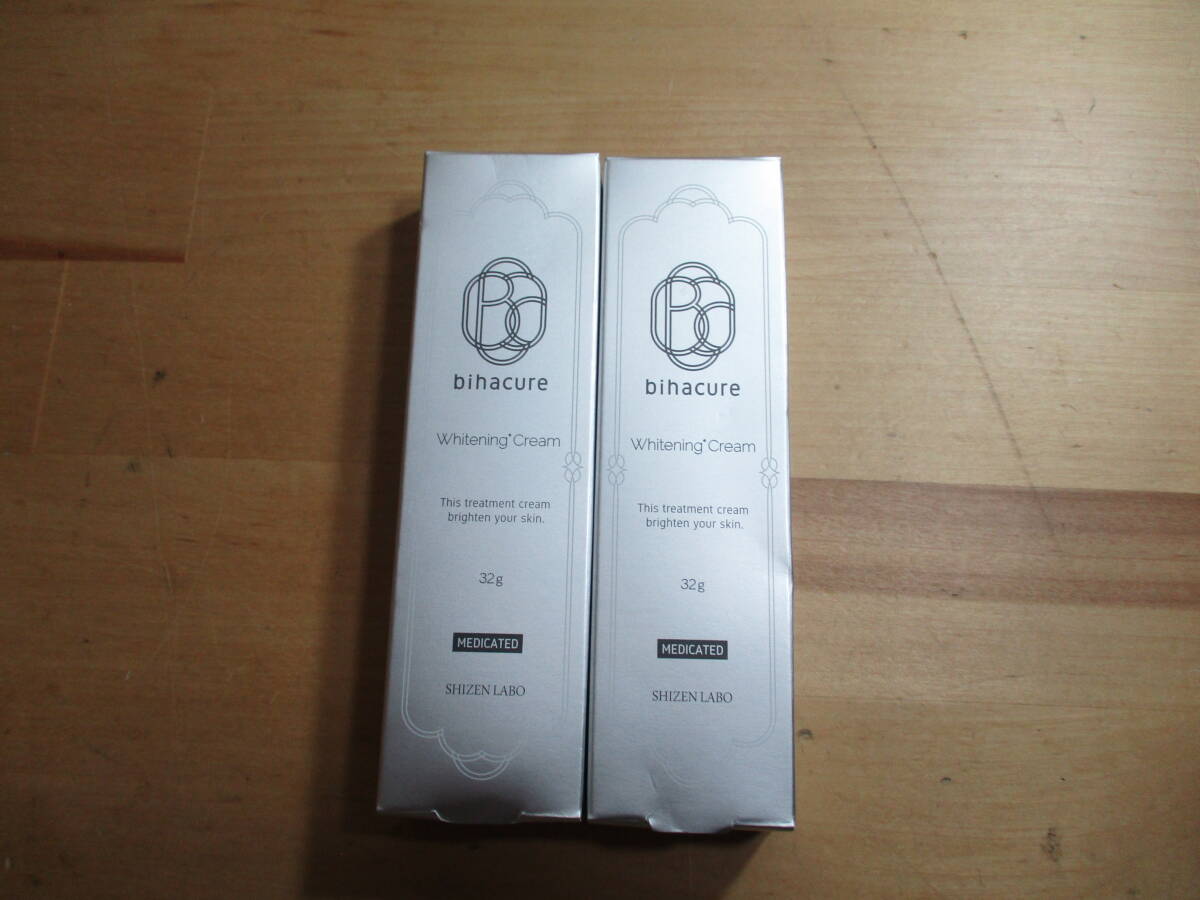 bihacure
Whitening*Cream
This treatment cream
brighten your skin.
32g
MEDICATED
SHIZEN LABO
bihacure
Whitening*Cream
This treatment cream
brighten your skin.
32g
MEDICATED
SHIZEN LABO